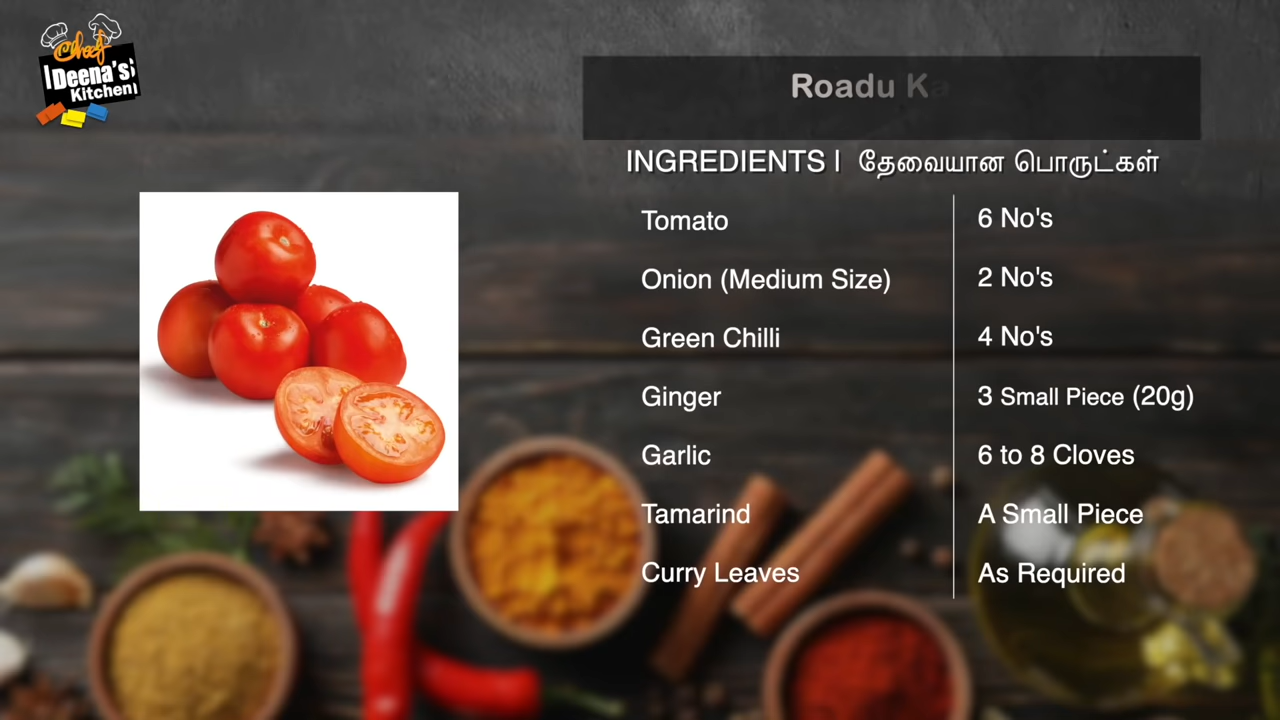 Chef
Deena's
Kitchen
Roadu Ka
INGREDIENTS | தேவையான பொருட்கள்
Tomato 6 No's
Onion (Medium Size) 2 No's
Green Chilli 4 No's
Ginger 3 Small Piece (20g)
Garlic 6 to 8 Cloves
Tamarind A Small Piece
Curry Leaves As Required